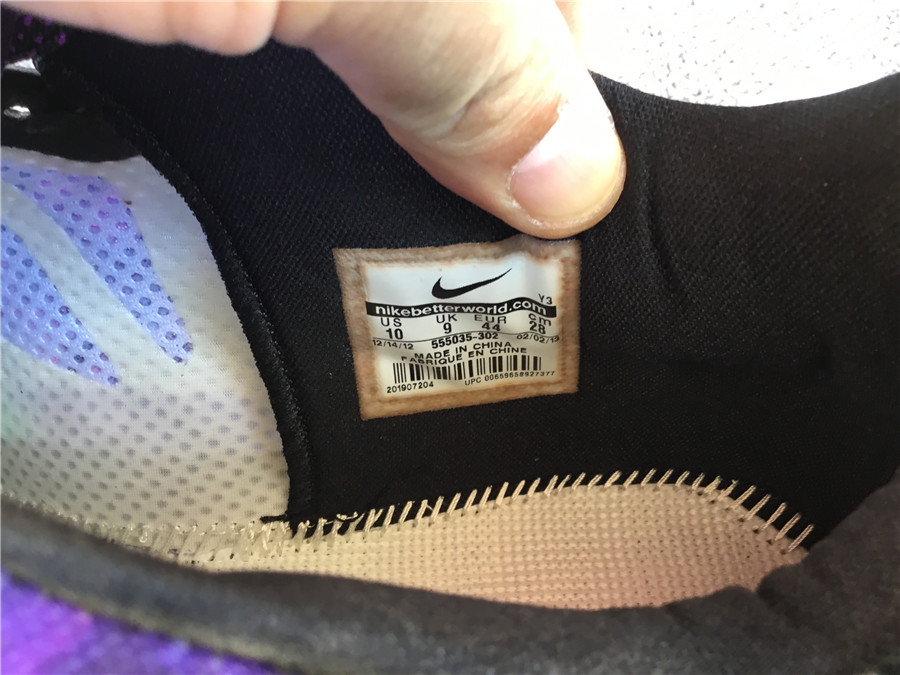 Y3
nikebetterworld.com
US UK EUR cm
10 9 44 28
12/14/12 555035-302 02/02/13
MADE IN CHINA
FABRIQUE EN CHINE
201907204 UPC 00659658927377